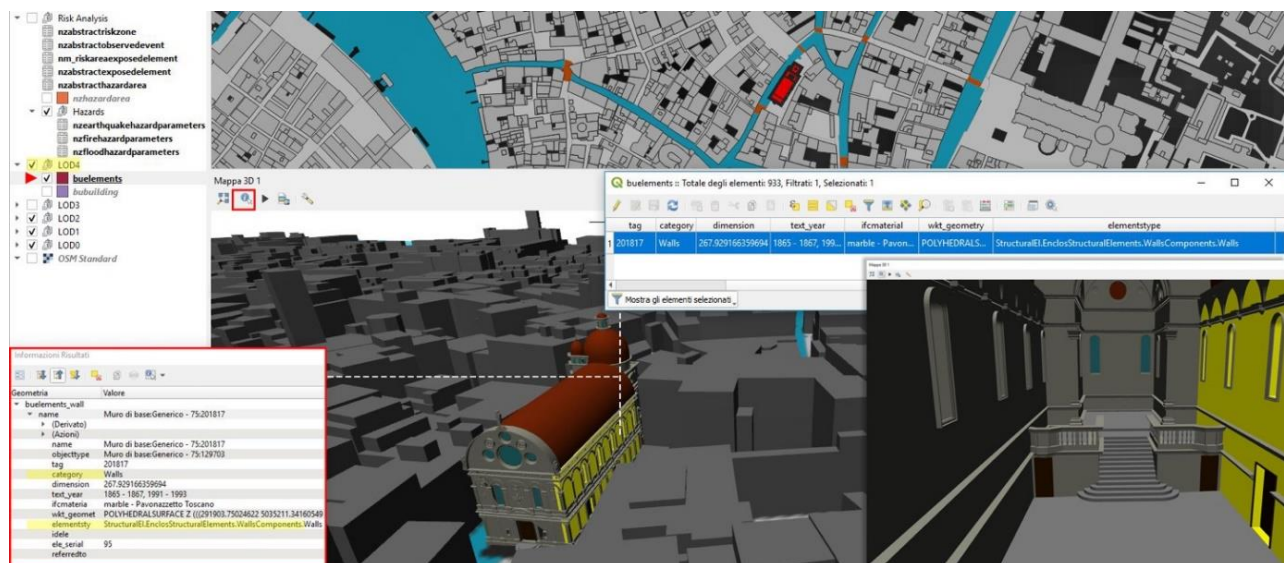 Risk Analysis
nzabstractriskzone
nzabstractobservedevent
nm_riskareaexposedelement
nzabstractexposedelement
nzabstracthazardarea
nzhazardarea
Hazards
nzearthquakehazardparameters
nzfirehazardparameters
nzfloodhazardparameters
LOD4
buelements
bubuilding
LOD3
LOD2
LOD1
LOD0
OSM Standard
Mappa 3D 1
buelements :: Totale degli elementi: 933, Filtrati: 1, Selezionati: 1
tag category dimension text_year ifcmaterial wkt_geometry elementstype
1 201817 Walls 267.929166359694 1865 - 1867, 199... marble - Pavon... POLYHEDRALS... StructuralEl.EnclosStructuralElements.WallsComponents.Walls
Mostra gli elementi selezionati
Mappa 3D 1
Informazioni Risultati
Geometria Valore
buelements_wall
name Muro di base:Generico - 75:201817
(Derivato)
(Azioni)
name Muro di base:Generico - 75:201817
objecttype Muro di base:Generico - 75:129703
tag 201817
category Walls
dimension 267.929166359694
text_year 1865 - 1867, 1991 - 1993
ifcmateria marble - Pavonazzetto Toscano
wkt_geomet POLYHEDRALSURFACE Z (((291903.75024622 5035211.34160549
elementsty StructuralEl.EnclosStructuralElements.WallsComponents.Walls
idele
ele_serial 95
referredto